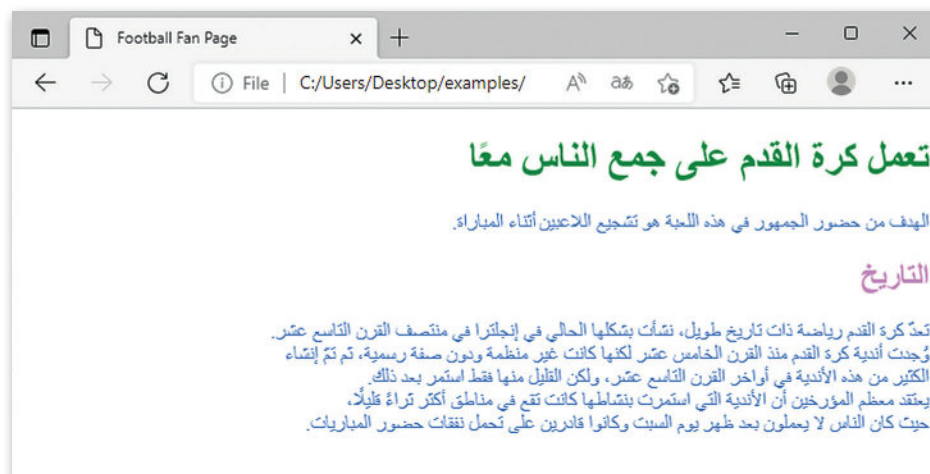 Football Fan Page
File | C:/Users/Desktop/examples/
تعمل كرة القدم على جمع الناس معًا
الهدف من حضور الجمهور في هذه اللعبة هو تشجيع اللاعبين أثناء المباراة.
التاريخ
تعدّ كرة القدم رياضة ذات تاريخ طويل، نشأت بشكلها الحالي في إنجلترا في منتصف القرن التاسع عشر.
وُجدت أندية كرة القدم منذ القرن الخامس عشر لكنها كانت غير منظمة ودون صفة رسمية، ثم تمّ إنشاء
الكثير من هذه الأندية في أواخر القرن التاسع عشر، ولكن القليل منها فقط استمر بعد ذلك.
يعتقد معظم المؤرخين أن الأندية التي استمرت بنشاطها كانت تقع في مناطق أكثر ثراءً قليلًا،
حيث كان الناس لا يعملون بعد ظهر يوم السبت وكانوا قادرين على تحمل نفقات حضور المباريات.